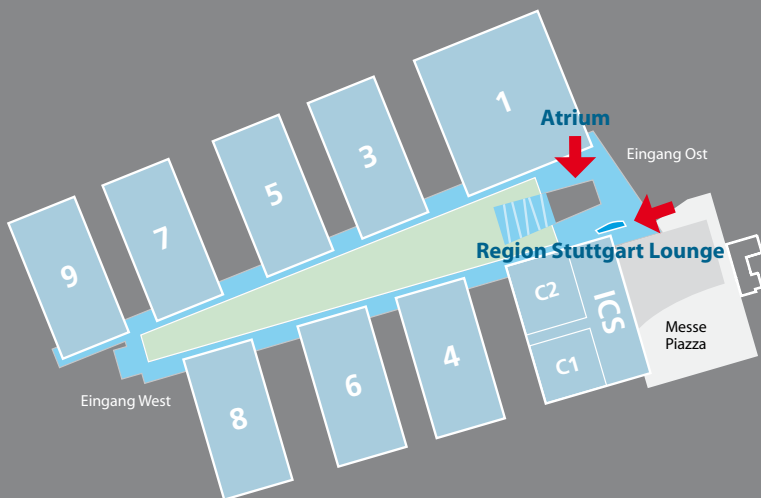 1
Atrium
Eingang Ost
3
5
7
9
Region Stuttgart Lounge
C2
ICS
C1
Messe
Piazza
4
6
8
Eingang West